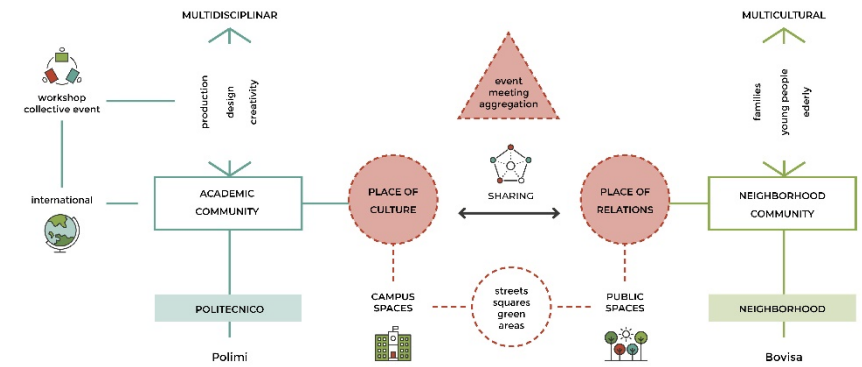 MULTIDISCIPLINAR
MULTICULTURAL
workshop
collective event
production
design
creativity
event
meeting
aggregation
families
young people
ederly
international
ACADEMIC
COMMUNITY
PLACE OF
CULTURE
SHARING
PLACE OF
RELATIONS
NEIGHBORHOOD
COMMUNITY
POLITECNICO
CAMPUS
SPACES
streets
squares
green
areas
PUBLIC
SPACES
NEIGHBORHOOD
Polimi
Bovisa